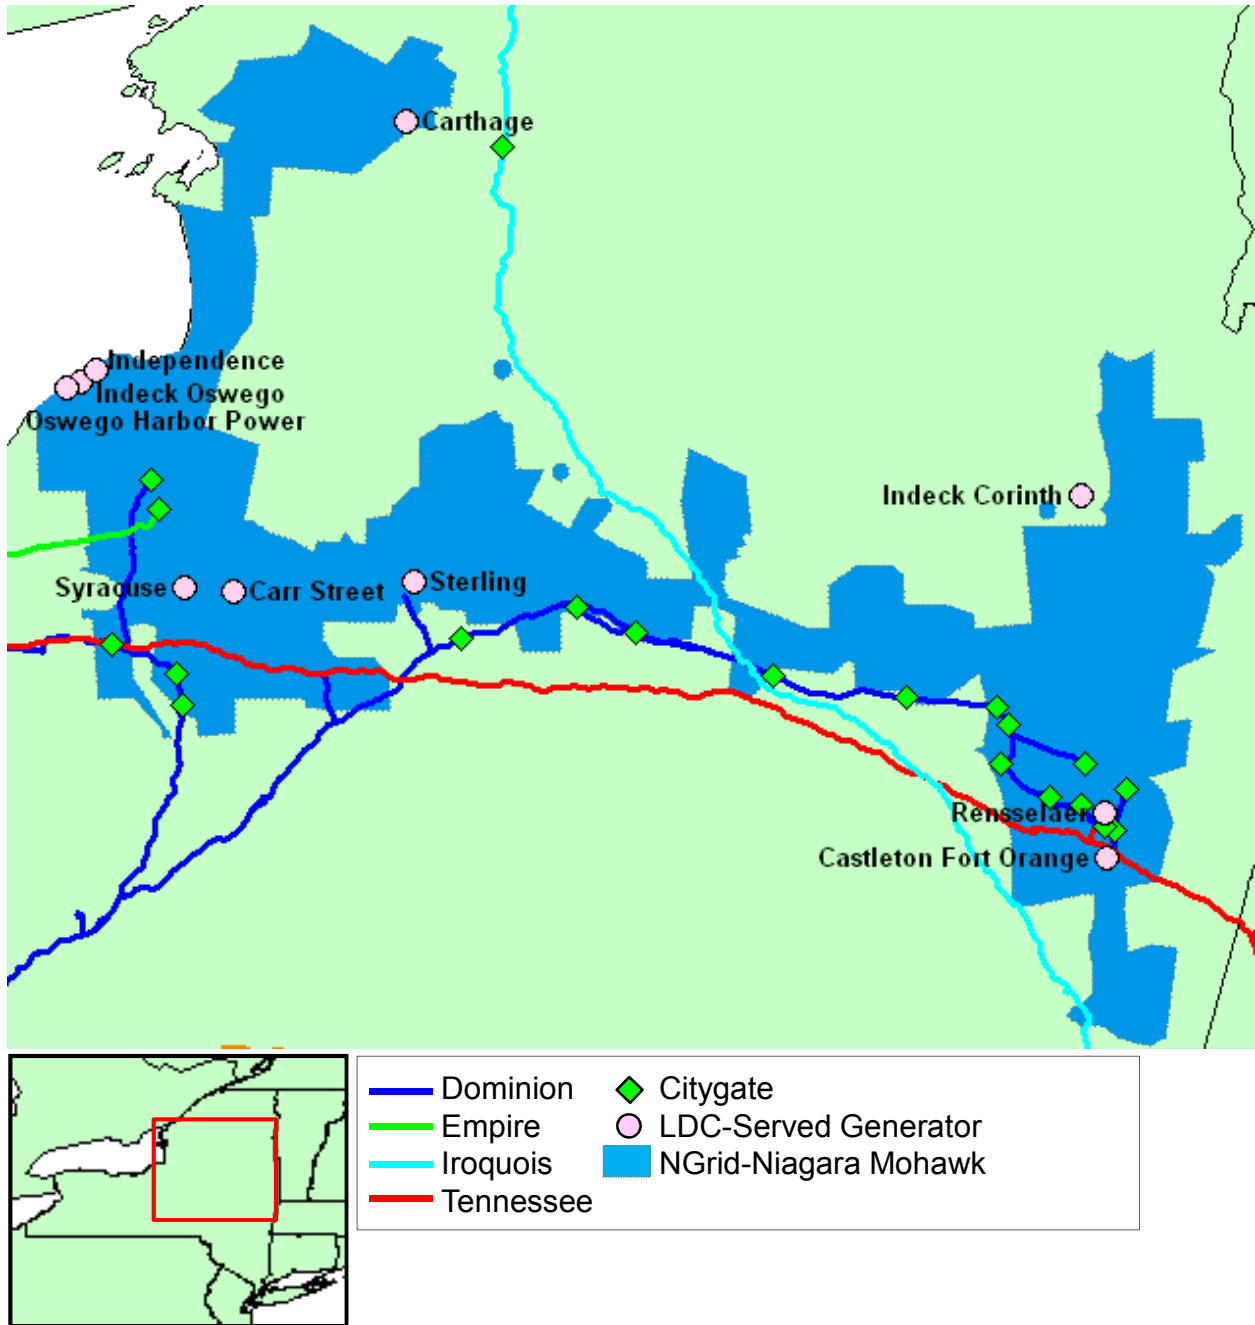 Carthage
Independence
Indeck Oswego
Oswego Harbor Power
Indeck Corinth
Syracuse
Carr Street
Sterling
Rensselaer
Castleton Fort Orange
Dominion
Citygate
Empire
LDC-Served Generator
Iroquois
NGrid-Niagara Mohawk
Tennessee